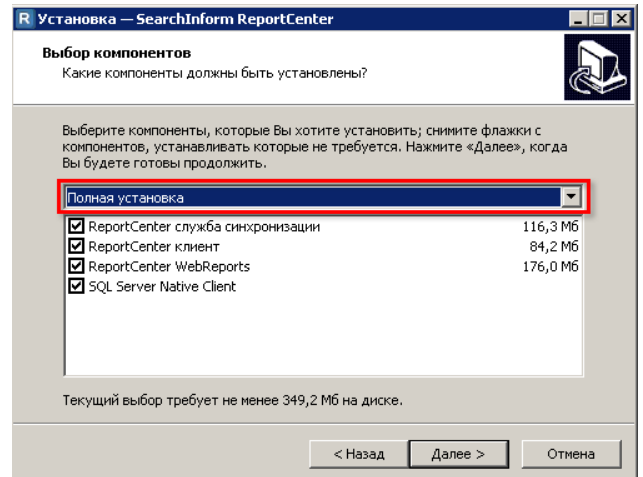 R Установка — SearchInform ReportCenter
Выбор компонентов
Какие компоненты должны быть установлены?
Выберите компоненты, которые Вы хотите установить; снимите флажки с
компонентов, устанавливать которые не требуется. Нажмите «Далее», когда
Вы будете готовы продолжить.
Полная установка
ReportCenter служба синхронизации 116,3 Мб
ReportCenter клиент 84,2 Мб
ReportCenter WebReports 176,0 Мб
SQL Server Native Client
Текущий выбор требует не менее 349,2 Мб на диске.
< Назад Далее > Отмена